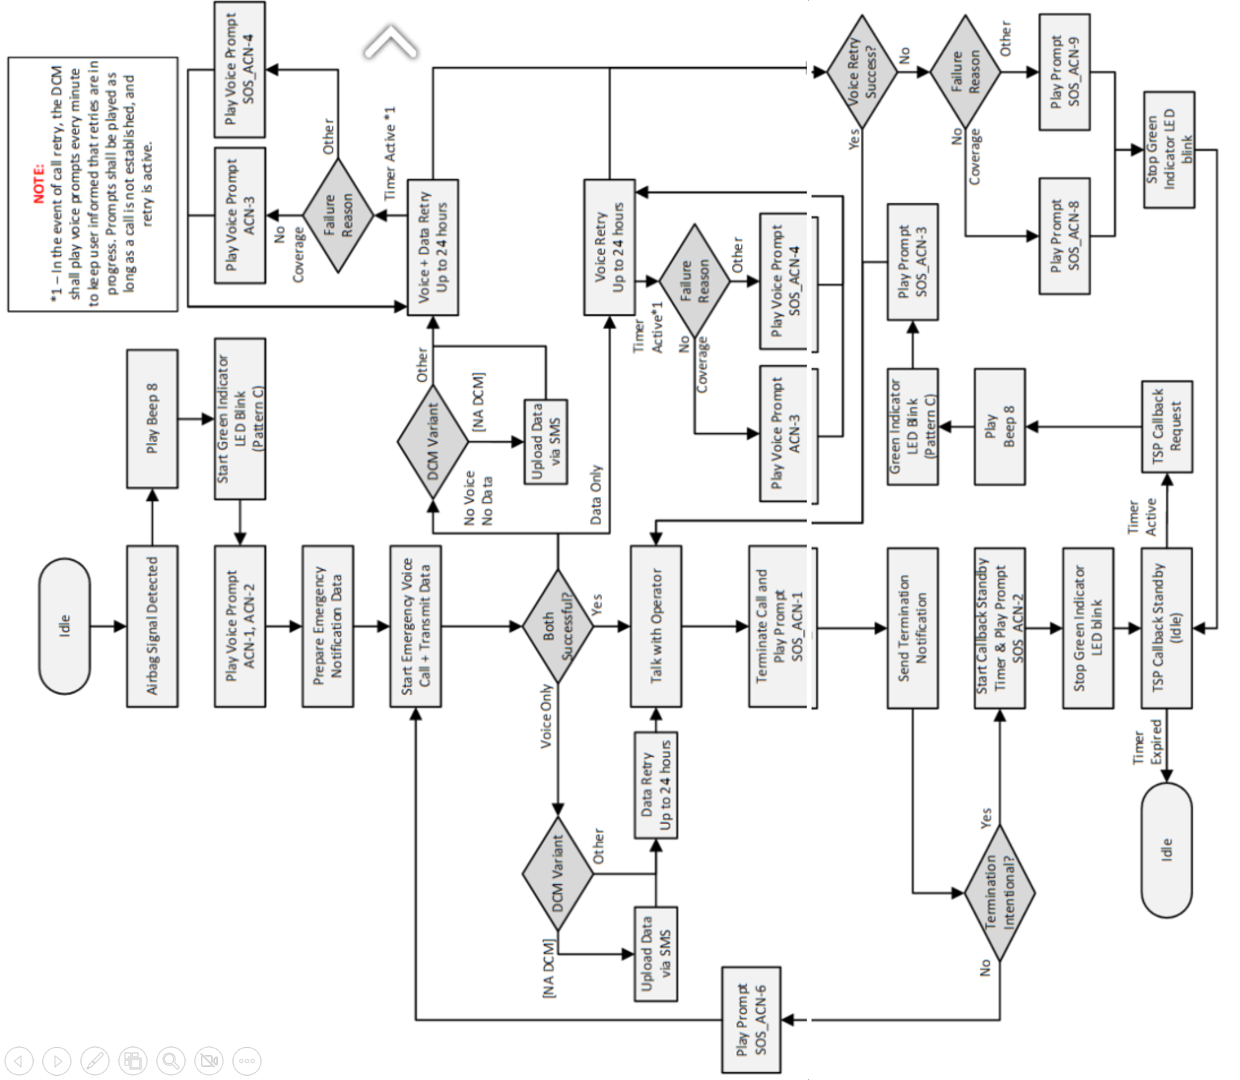 NOTE:
*1 – In the event of call retry, the DCM
shall play voice prompts every minute
to keep user informed that retries are in
progress. Prompts shall be played as
long as a call is not established, and
retry is active.
Idle
Airbag Signal Detected
Play Beep 8
Start Green Indicator
LED Blink
(Pattern C)
Play Voice Prompt
ACN-1, ACN-2
Prepare Emergency
Notification Data
Start Emergency Voice
Call + Transmit Data
Both
Successful?
Yes
Voice Only
No Voice
No Data
Data Only
DCM Variant
Other
[NA DCM]
Upload Data
via SMS
Voice + Data Retry
Up to 24 hours
Timer Active *1
Failure
Reason
No
Coverage
Other
Play Voice Prompt
ACN-3
Play Voice Prompt
SOS_ACN-4
Voice Retry
Up to 24 hours
Timer
Active*1
Failure
Reason
No
Coverage
Other
Play Voice Prompt
ACN-3
Play Voice Prompt
SOS_ACN-4
DCM Variant
[NA DCM]
Other
Upload Data
via SMS
Data Retry
Up to 24 hours
Talk with Operator
Terminate Call and
Play Prompt
SOS_ACN-1
Voice Retry
Success?
Yes
No
Failure
Reason
No
Coverage
Other
Play Prompt
SOS_ACN-8
Play Prompt
SOS_ACN-9
Stop Green
Indicator LED
blink
Send Termination
Notification
Termination
Intentional?
No
Yes
Play Prompt
SOS_ACN-6
Start Callback Standby
Timer & Play Prompt
SOS_ACN-2
Stop Green Indicator
LED blink
TSP Callback Standby
(Idle)
Timer
Expired
Idle
Timer
Active
TSP Callback
Request
Play
Beep 8
Green Indicator
LED Blink
(Pattern C)
Play Prompt
SOS_ACN-3